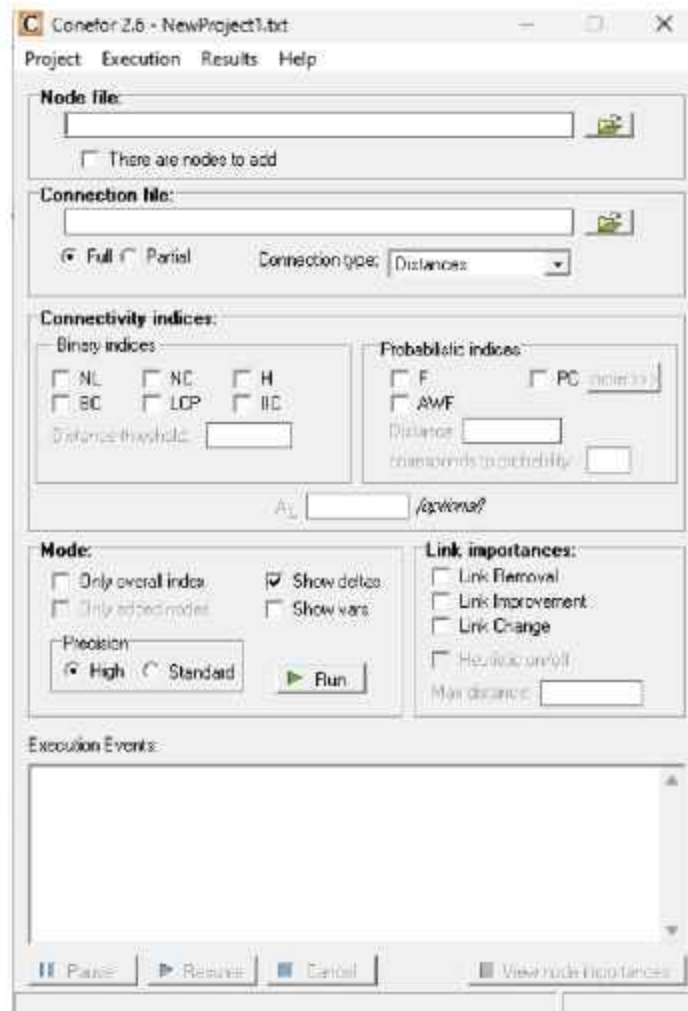 Conefor 2.6 - NewProject1.txt
Project Execution Results Help
Node file:
There are nodes to add
Connection file:
Full Partial Connection type: Distances
Connectivity indices:
Binary indices
NL NC H
BC LCP IIC
Distance threshold:
Probabilistic indices
F PC more >>
AWF
Distance:
corresponds to probability:
AL [optional]
Mode:
Only overall index Show deltas
Only added nodes Show vars
Precision
High Standard
Run
Link importances:
Link Removal
Link Improvement
Link Change
Heuristic on/off
Max distance:
Execution Events:
Pause Resume Cancel View node importances